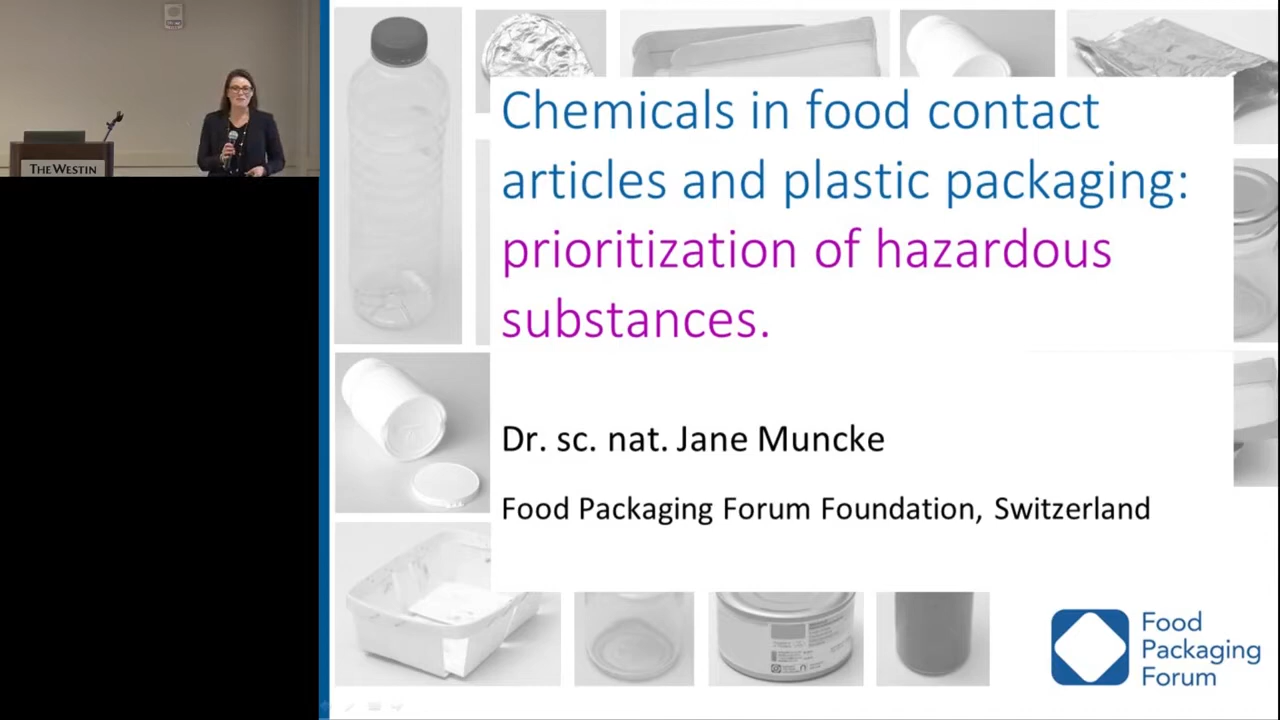 THE WESTIN
Chemicals in food contact
articles and plastic packaging:
prioritization of hazardous
substances.
Dr. sc. nat. Jane Muncke
Food Packaging Forum Foundation, Switzerland
Food
Packaging
Forum